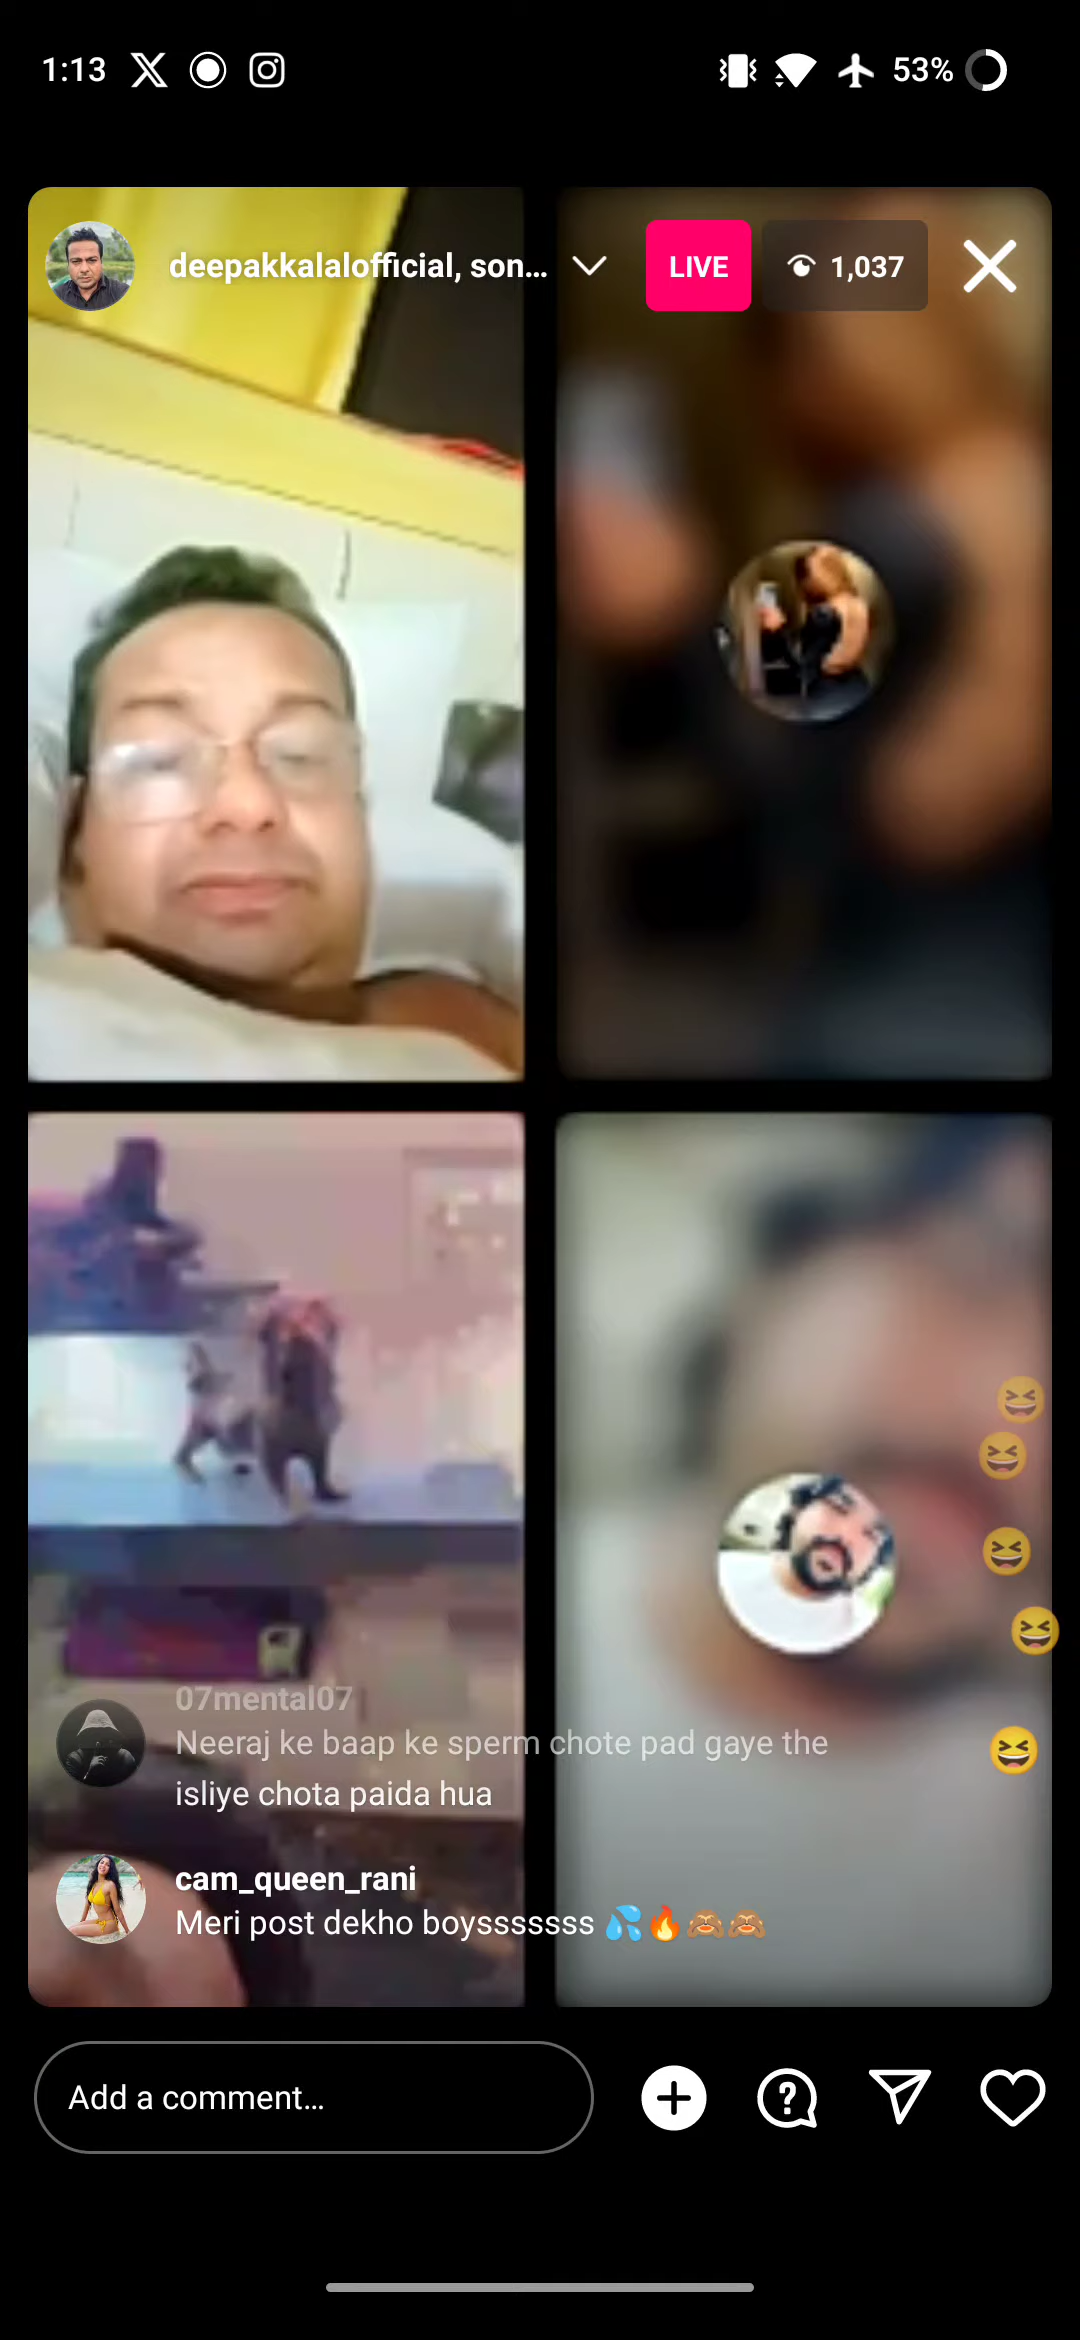 1:13
53%
deepakkalalofficial, son...
LIVE
1,037
07mental07
Neeraj ke baap ke sperm chote pad gaye the
isliye chota paida hua
cam_queen_rani
Meri post dekho boysssssss 💦🔥🙈🙈
Add a comment...